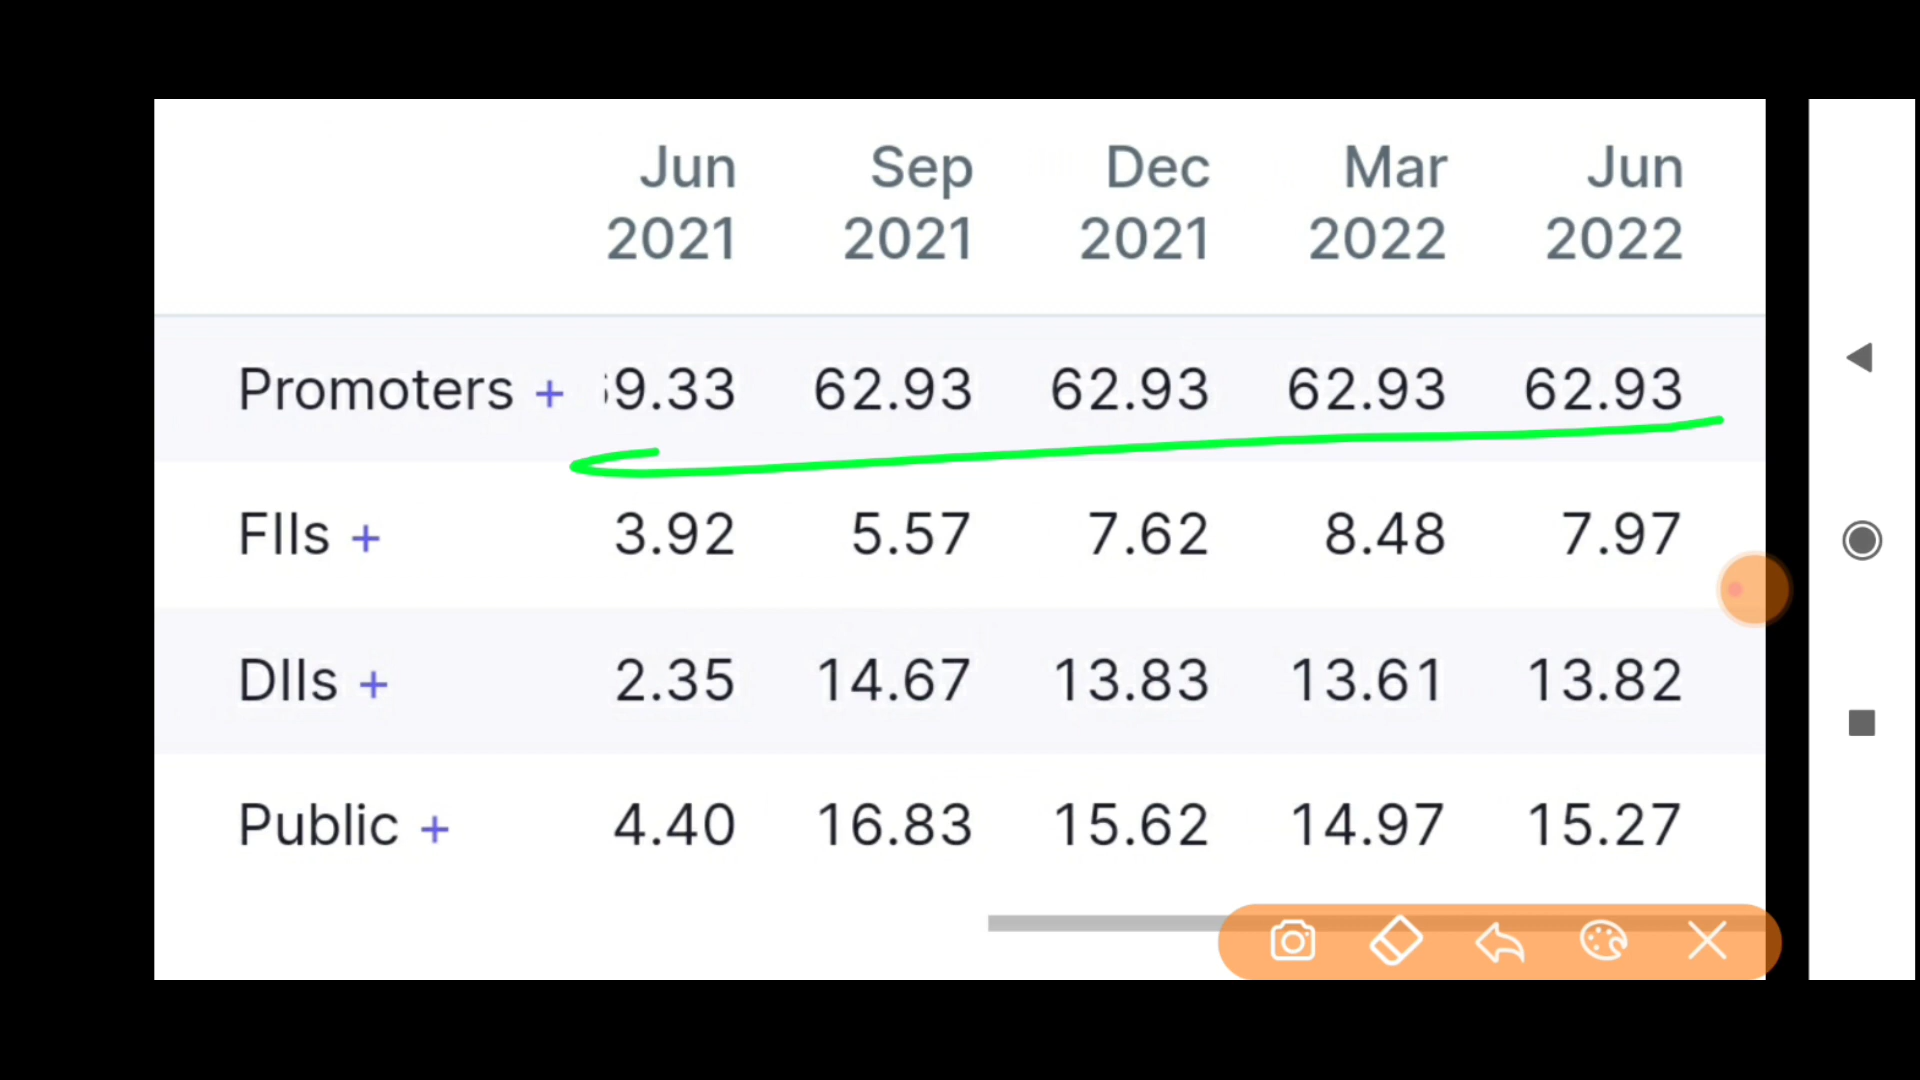 Jun Sep Dec Mar Jun
2021 2021 2021 2022 2022
Promoters + 9.33 62.93 62.93 62.93 62.93
FIIs + 3.92 5.57 7.62 8.48 7.97
DIIs + 2.35 14.67 13.83 13.61 13.82
Public + 4.40 16.83 15.62 14.97 15.27